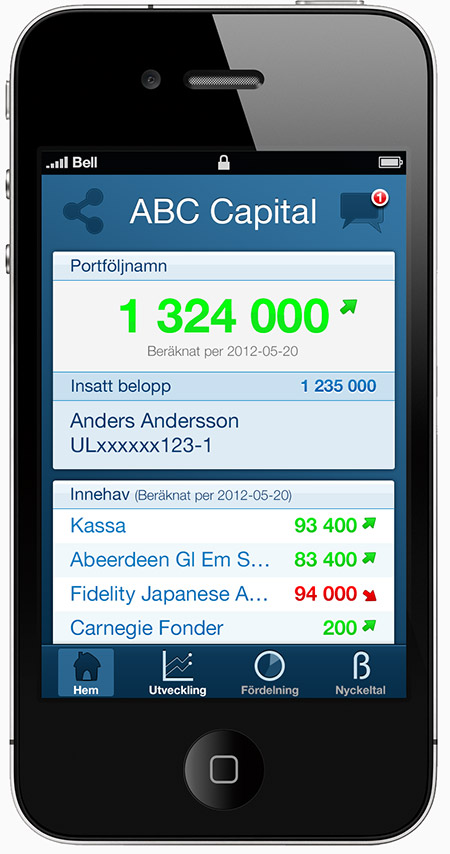 Bell
ABC Capital
1
Portföljnamn
1 324 000
Beräknat per 2012-05-20
Insatt belopp 1 235 000
Anders Andersson
ULxxxxxx123-1
Innehav (Beräknat per 2012-05-20)
Kassa 93 400
Abeerdeen Gl Em S... 83 400
Fidelity Japanese A... 94 000
Carnegie Fonder 200
β
Hem Utveckling Fördelning Nyckeltal